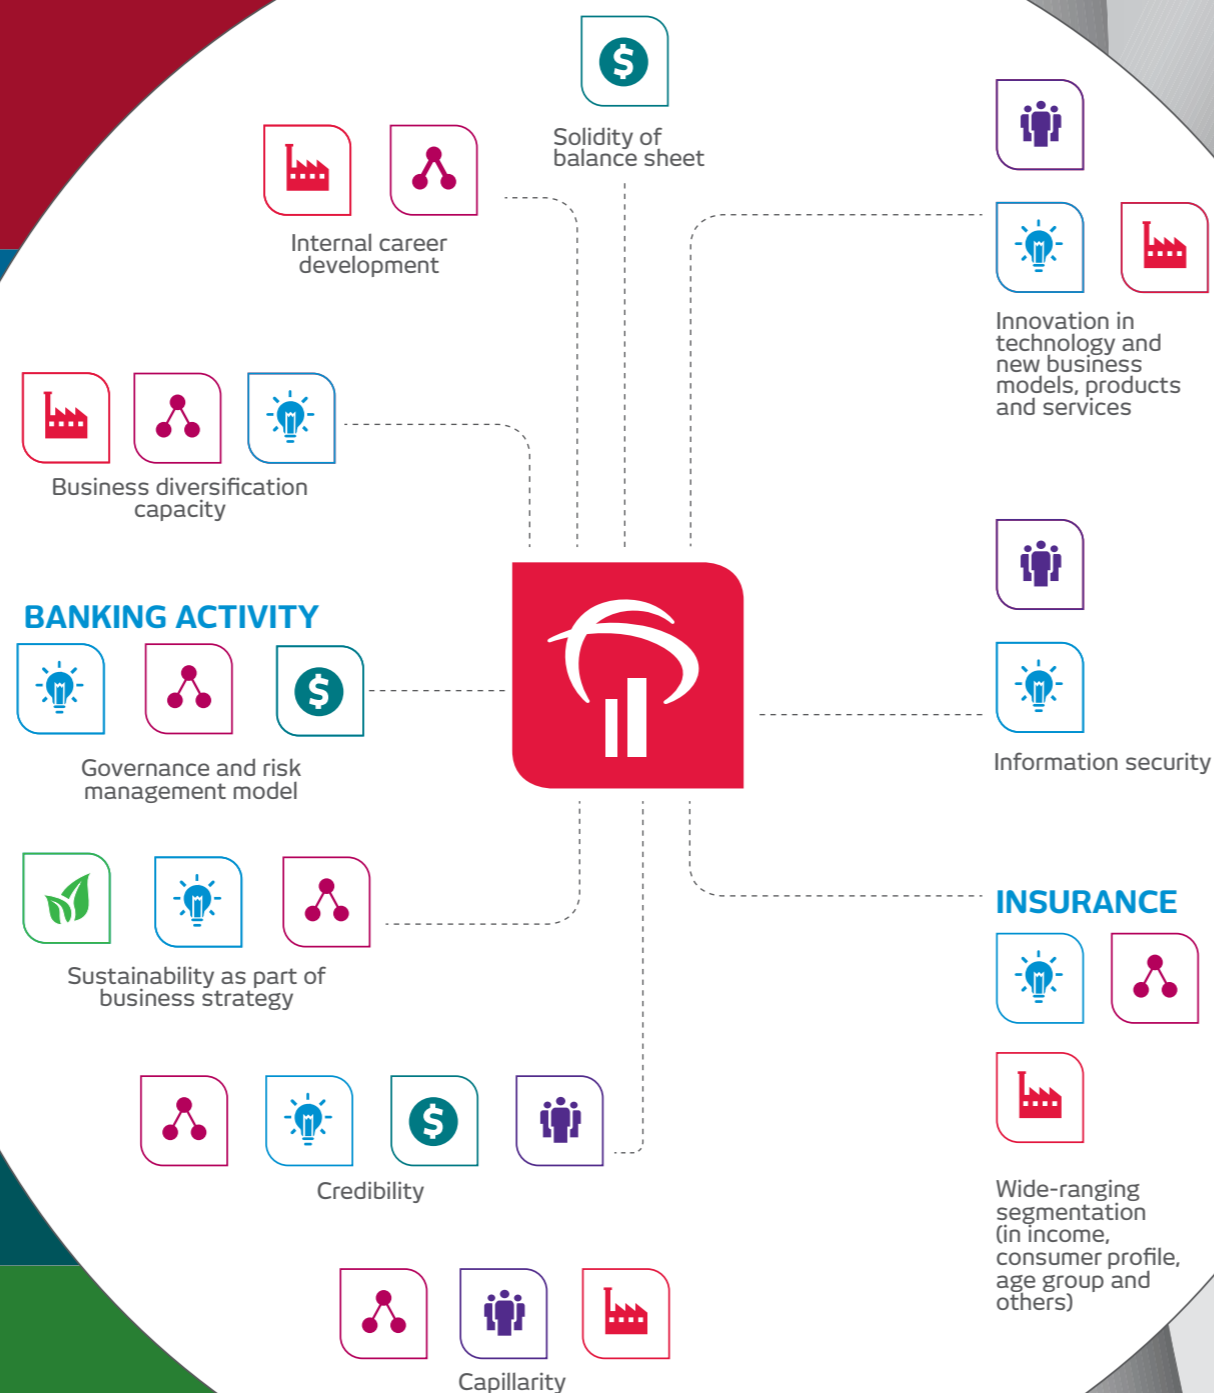 Solidity of
balance sheet
Internal career
development
Innovation in
technology and
new business
models, products
and services
Business diversification
capacity
BANKING ACTIVITY
Governance and risk
management model
Information security
Sustainability as part of
business strategy
INSURANCE
Wide-ranging
segmentation
(in income,
consumer profile,
age group and
others)
Credibility
Capillarity